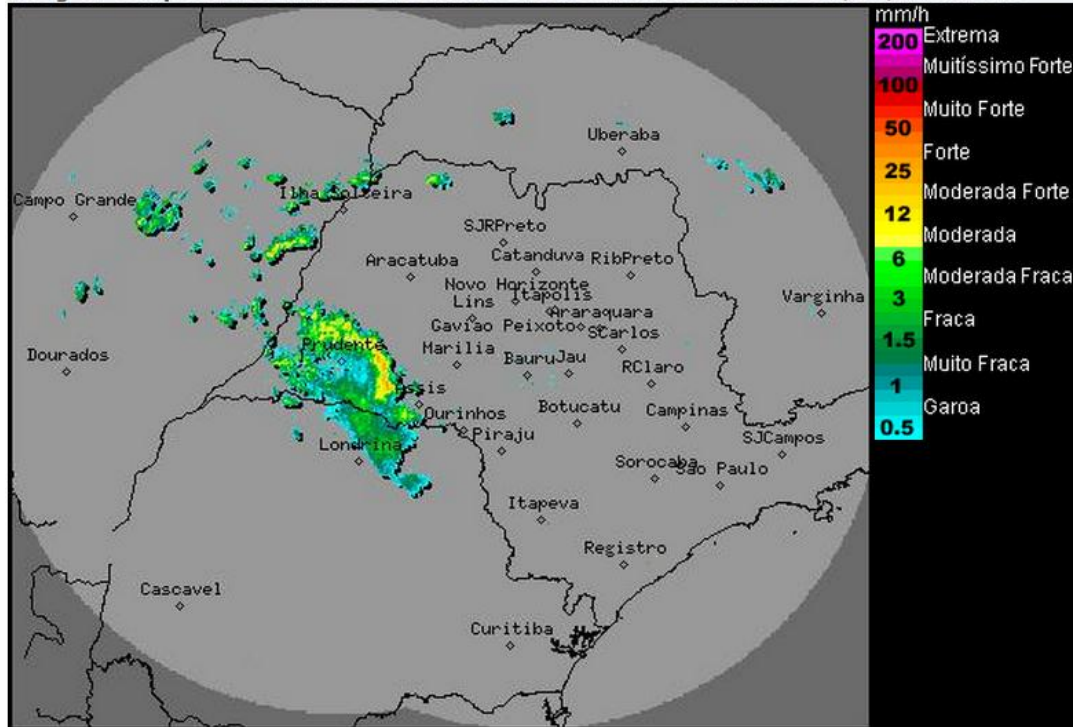 mm/h
200
Extrema
Muitíssimo Forte
100
Muito Forte
50
Forte
25
Moderada Forte
12
Moderada
6
Moderada Fraca
3
Fraca
1.5
Muito Fraca
1
Garoa
0.5
Uberaba
Campo Grande
Ilha Solteira
SJRPreto
Aracatuba
Catanduva
RibPreto
Novo Horizonte
Lins
Itapolis
Varginha
Araraquara
Gaviao Peixoto
SCarlos
Prudente
Dourados
Marilia
Bauru
Jau
RClaro
Assis
Ourinhos
Botucatu
Campinas
Londrina
Piraju
SJCampos
Sorocaba
Sao Paulo
Itapeva
Registro
Cascavel
Curitiba